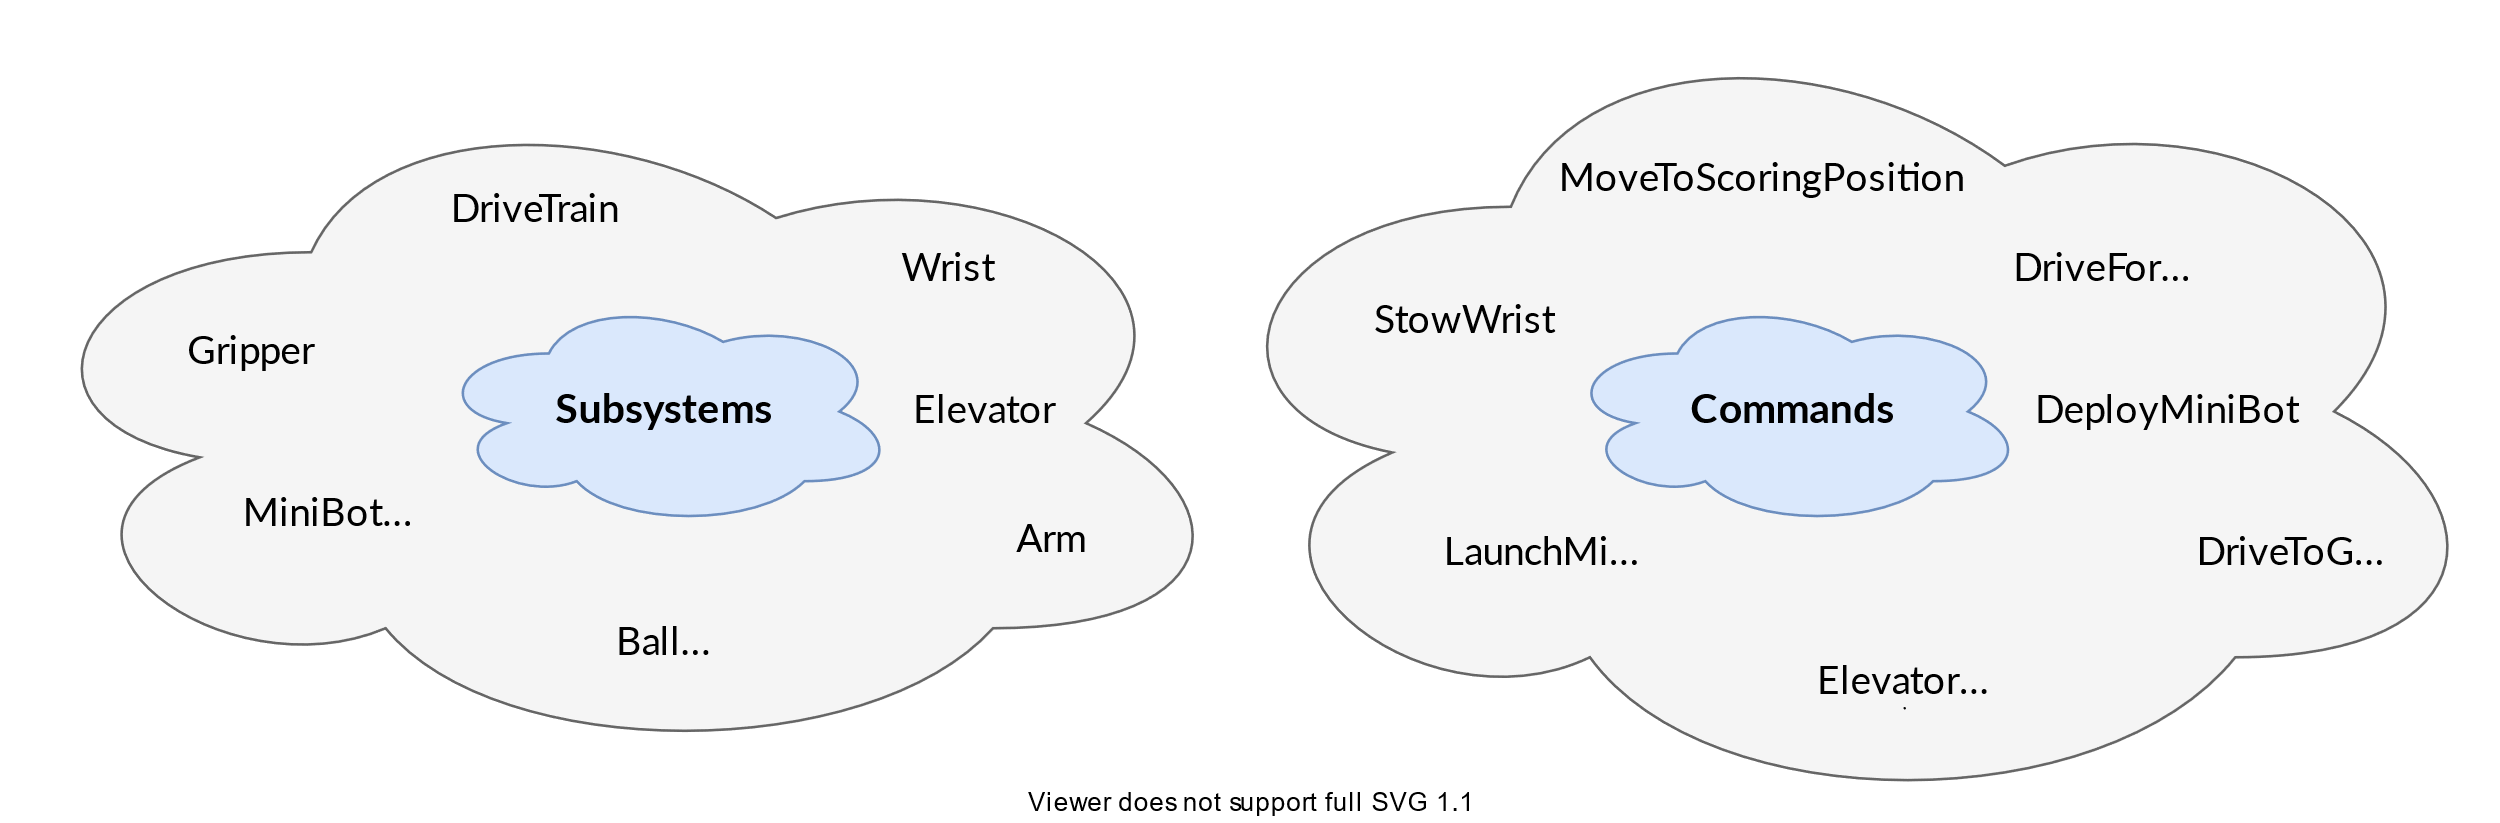 DriveTrain
Wrist
Gripper
Subsystems
Elevator
MiniBot...
Arm
Ball...
MoveToScoringPosition
DriveFor...
StowWrist
Commands
DeployMiniBot
LaunchMi...
DriveToG...
Elevator...
Viewer does not support full SVG 1.1